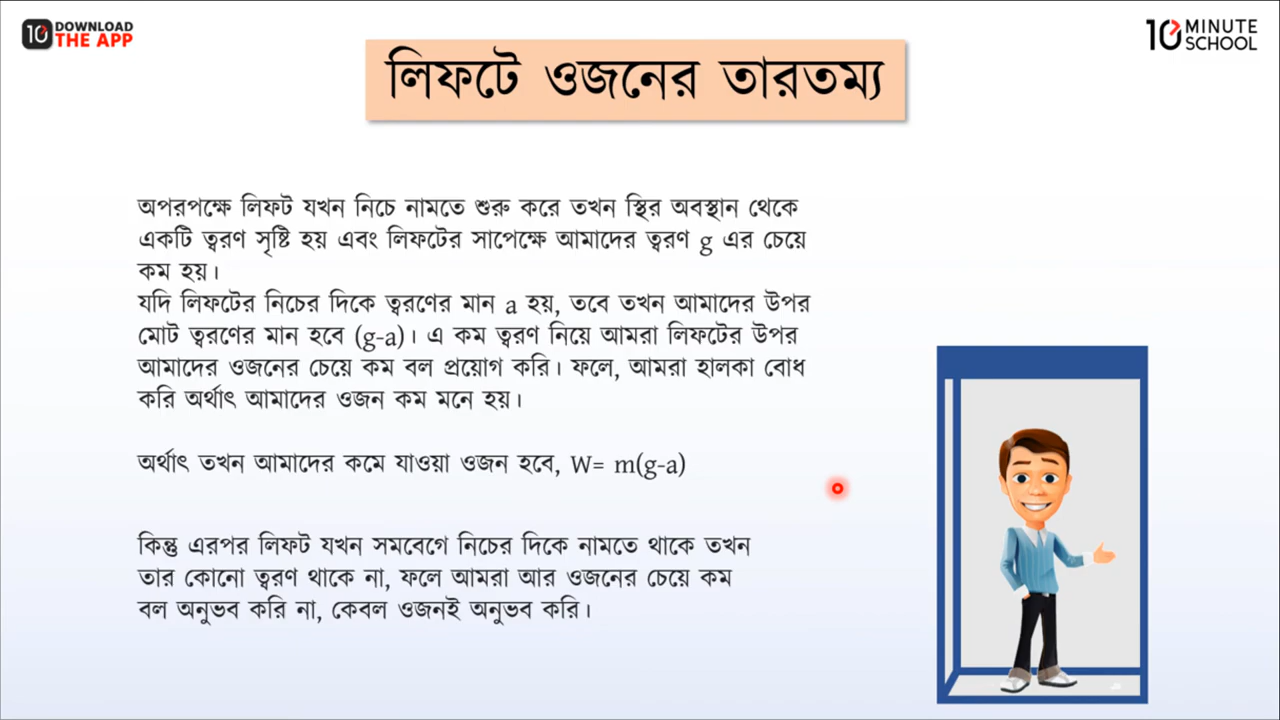 10 DOWNLOAD THE APP
10 MINUTE SCHOOL
লিফটে ওজনের তারতম্য
অপরপক্ষে লিফট যখন নিচে নামতে শুরু করে তখন স্থির অবস্থান থেকে
একটি ত্বরণ সৃষ্টি হয় এবং লিফটের সাপেক্ষে আমাদের ত্বরণ g এর চেয়ে
কম হয়।
যদি লিফটের নিচের দিকে ত্বরণের মান a হয়, তবে তখন আমাদের উপর
মোট ত্বরণের মান হবে (g-a)। এ কম ত্বরণ নিয়ে আমরা লিফটের উপর
আমাদের ওজনের চেয়ে কম বল প্রয়োগ করি। ফলে, আমরা হালকা বোধ
করি অর্থাৎ আমাদের ওজন কম মনে হয়।
অর্থাৎ তখন আমাদের কমে যাওয়া ওজন হবে, W= m(g-a)
কিন্তু এরপর লিফট যখন সমবেগে নিচের দিকে নামতে থাকে তখন
তার কোনো ত্বরণ থাকে না, ফলে আমরা আর ওজনের চেয়ে কম
বল অনুভব করি না, কেবল ওজনই অনুভব করি।